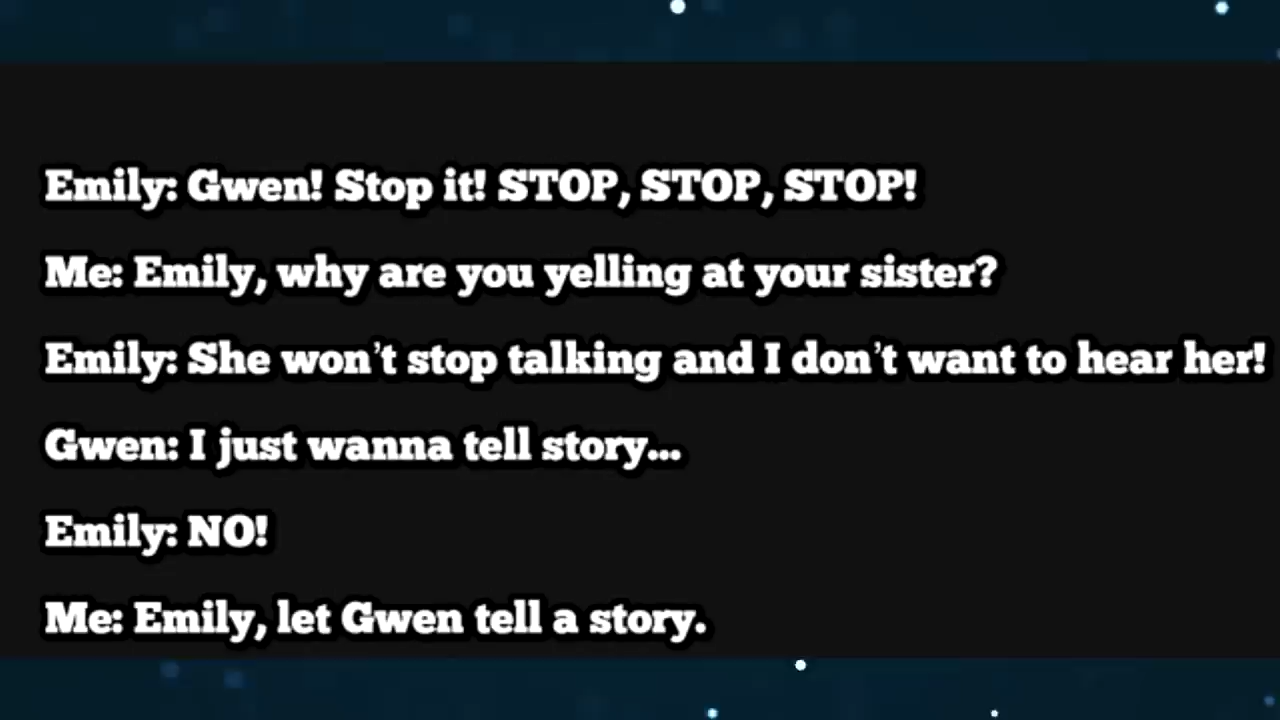 Emily: Gwen! Stop it! STOP, STOP, STOP!
Me: Emily, why are you yelling at your sister?
Emily: She won't stop talking and I don't want to hear her!
Gwen: I just wanna tell story...
Emily: NO!
Me: Emily, let Gwen tell a story.